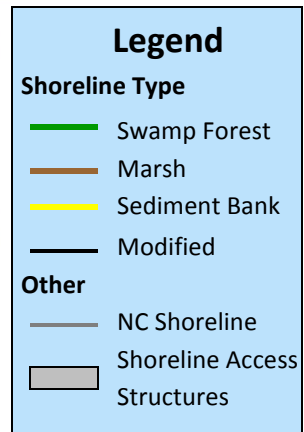 Legend
Shoreline Type
Swamp Forest
Marsh
Sediment Bank
Modified
Other
NC Shoreline
Shoreline Access
Structures